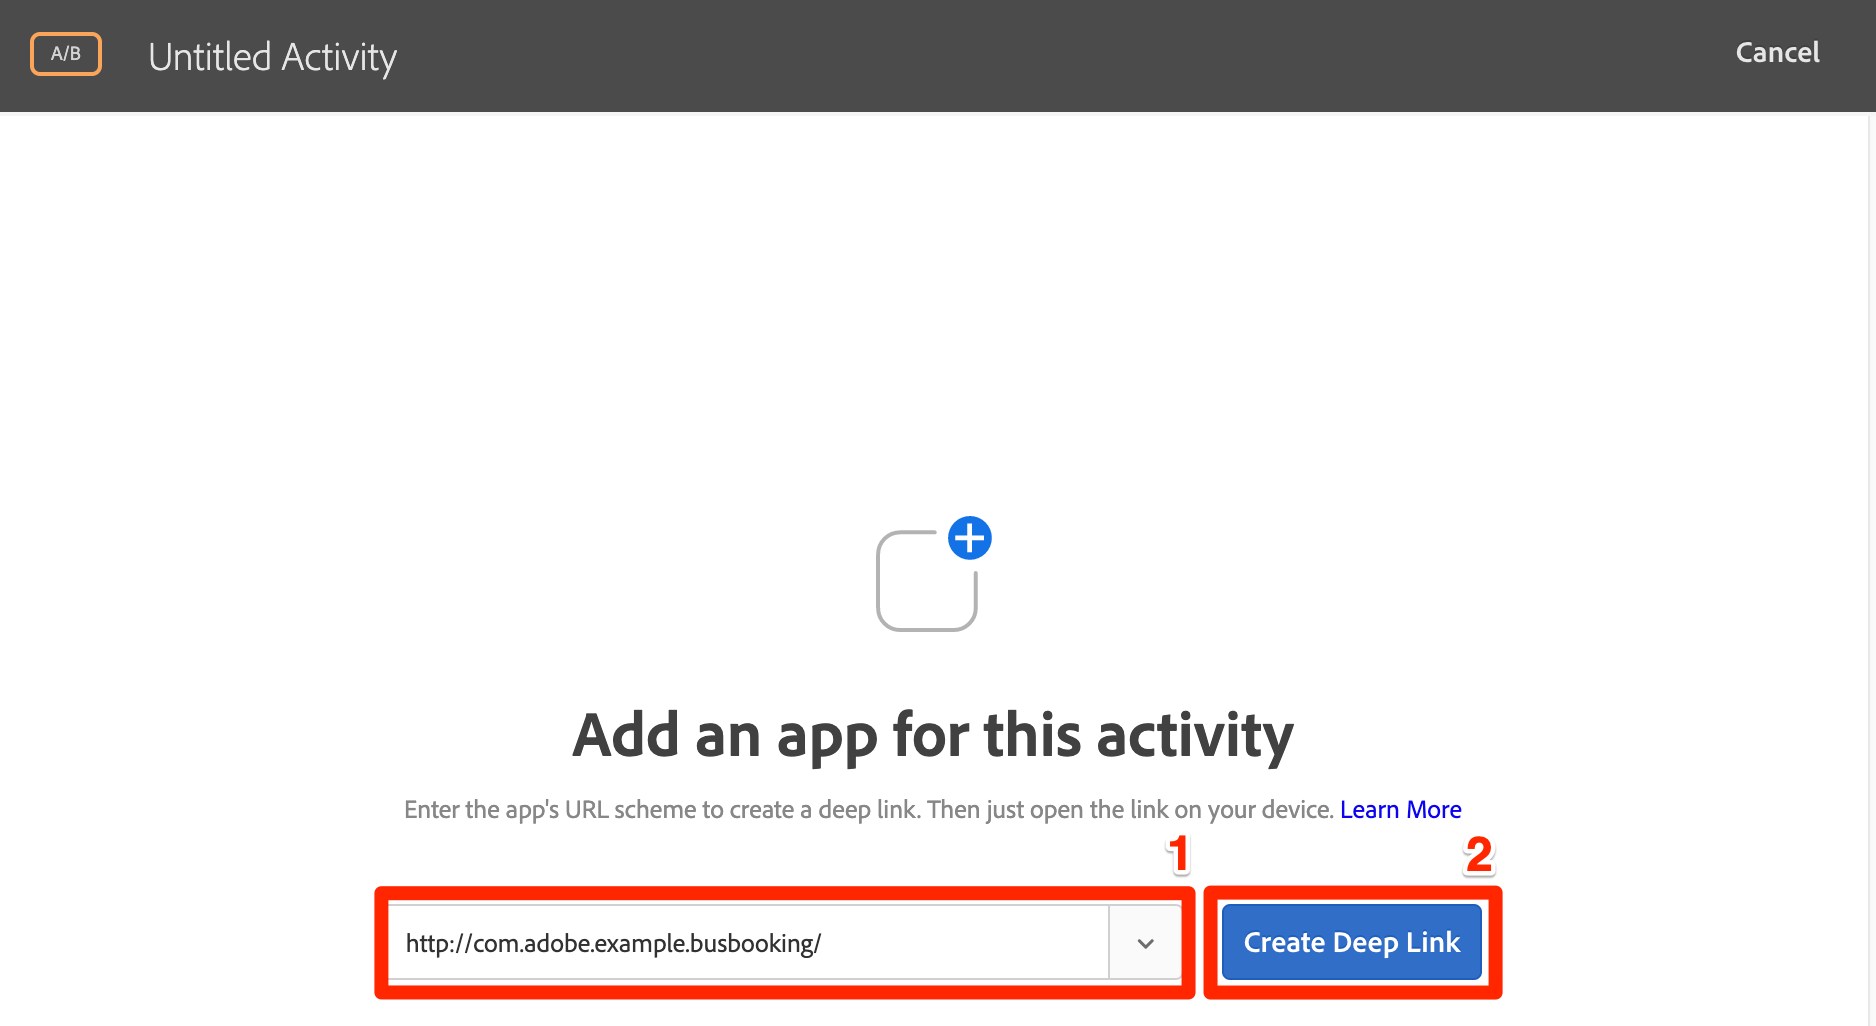 A/B
Untitled Activity
Cancel
Add an app for this activity
Enter the app's URL scheme to create a deep link. Then just open the link on your device. Learn More
1
2
http://com.adobe.example.busbooking/
Create Deep Link